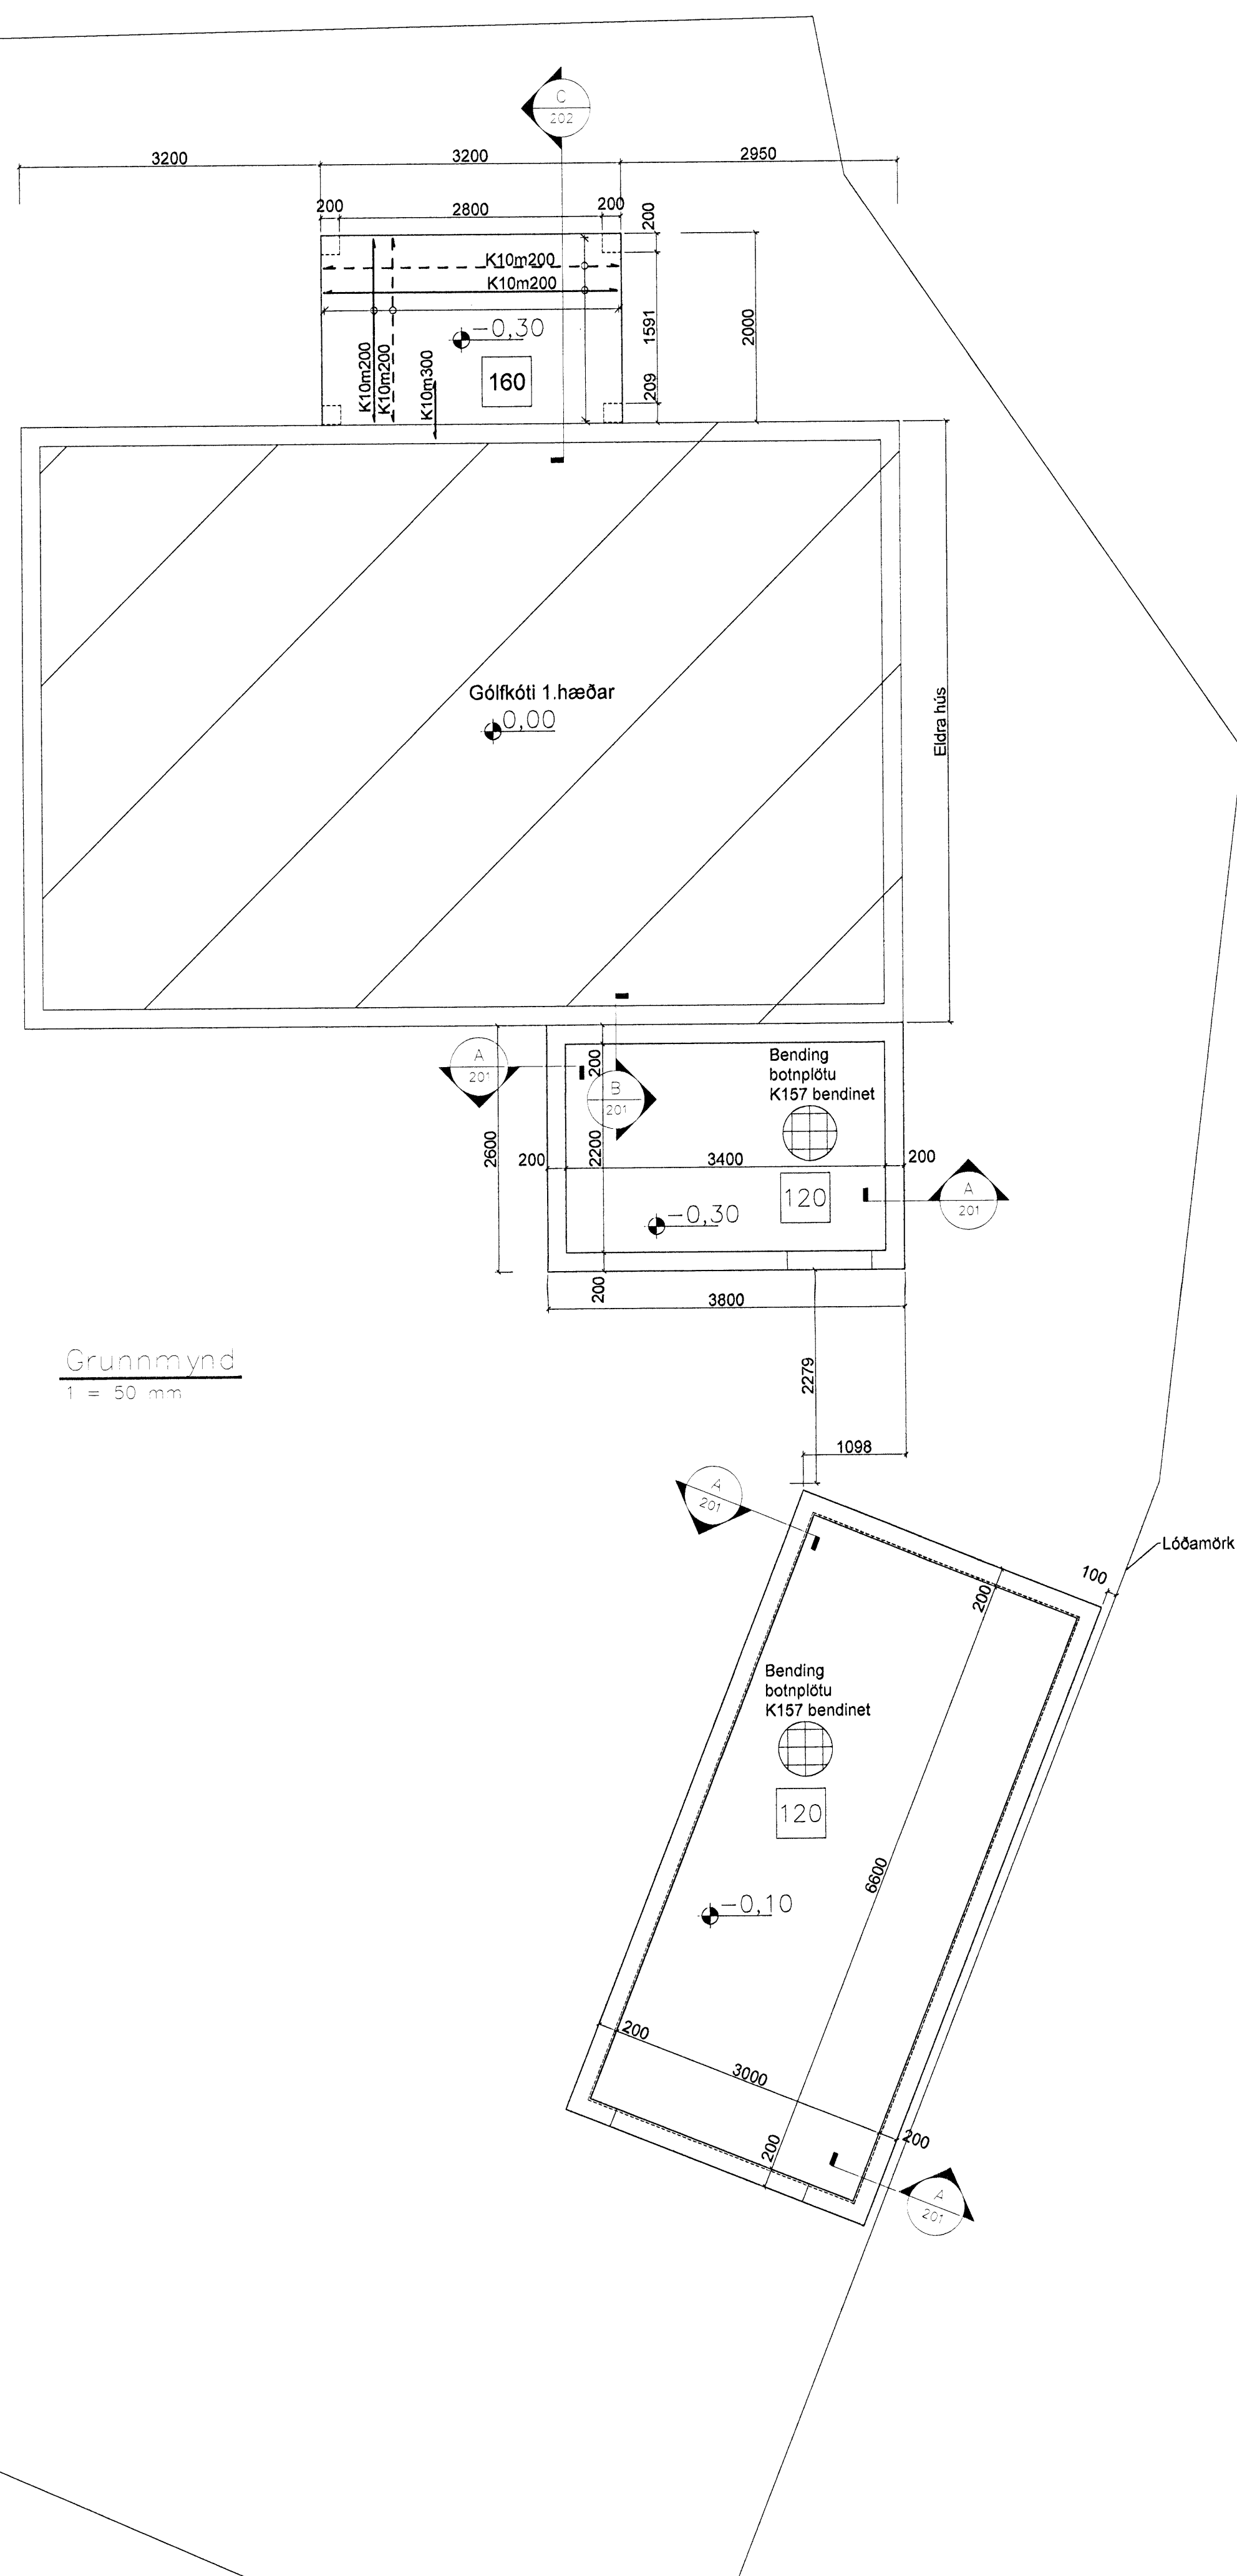 C
202
3200
3200
2950
200
2800
200
200
K10m200
K10m200
1591
2000
-0,30
160
209
K10m200
K10m200
K10m300
Gólfkóti 1.hæðar
0,00
Eldra hús
A
201
B
201
200
Bending
botnplötu
K157 bendinet
2600
200
2200
3400
200
120
A
201
-0,30
200
3800
Grunnmynd
1 = 50 mm
2279
1098
A
201
Lóðamörk
100
200
Bending
botnplötu
K157 bendinet
120
6600
-0,10
200
3000
200
200
A
201